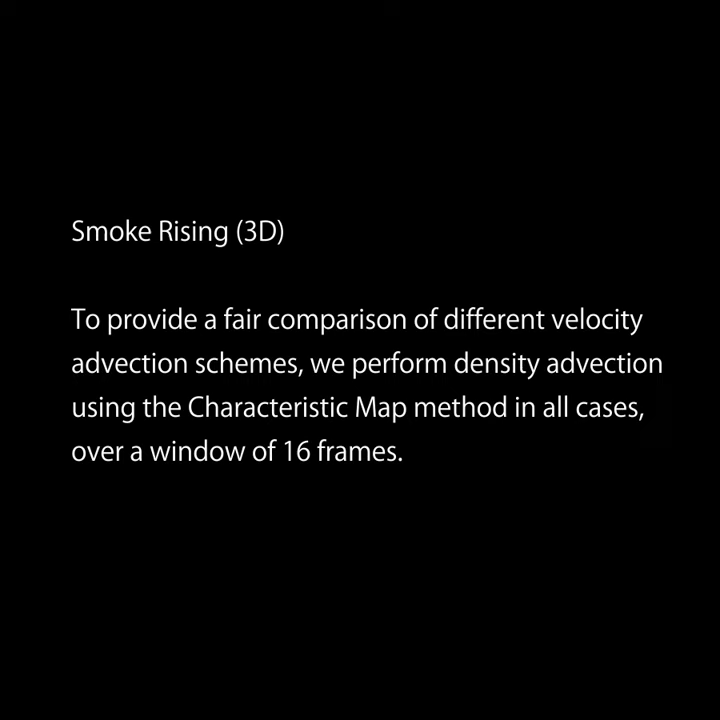 Smoke Rising (3D)
To provide a fair comparison of different velocity
advection schemes, we perform density advection
using the Characteristic Map method in all cases,
over a window of 16 frames.